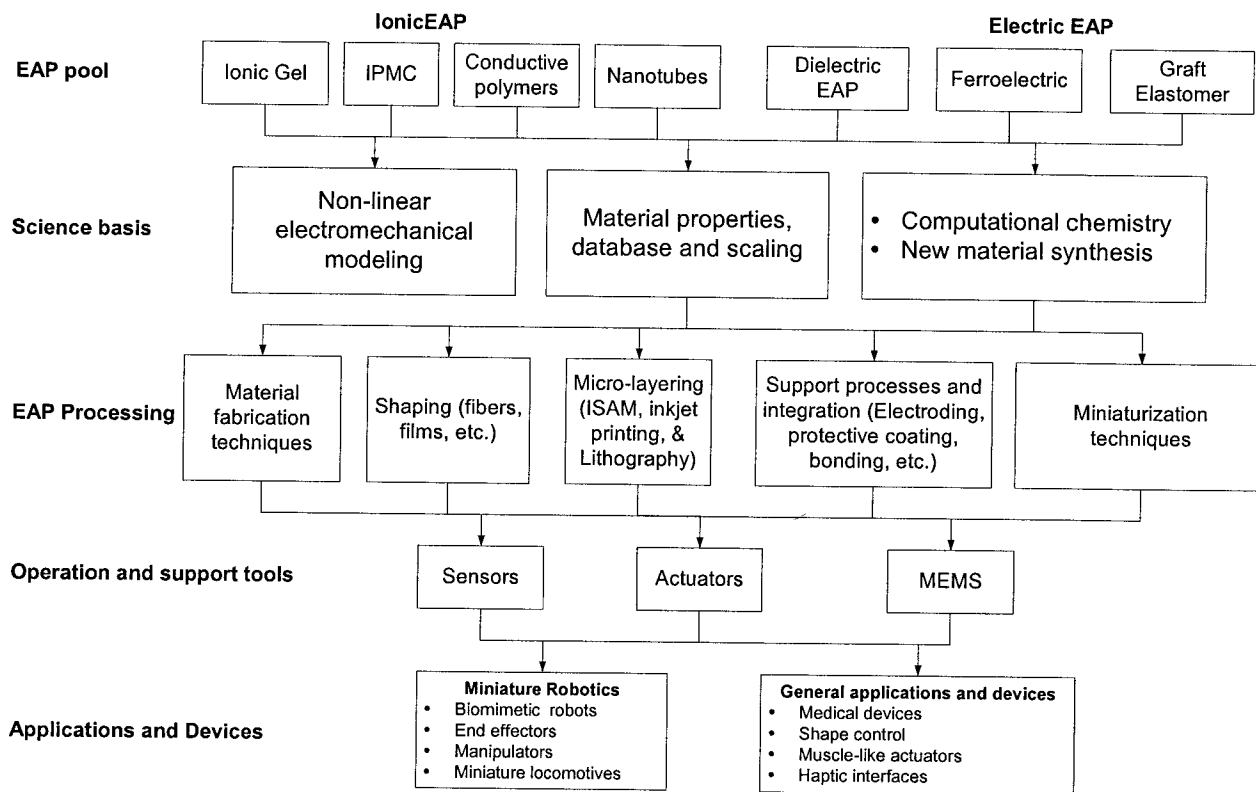 IonicEAP
Electric EAP
EAP pool
Ionic Gel
IPMC
Conductive
polymers
Nanotubes
Dielectric
EAP
Ferroelectric
Graft
Elastomer
Science basis
Non-linear
electromechanical
modeling
Material properties,
database and scaling
• Computational chemistry
• New material synthesis
EAP Processing
Material
fabrication
techniques
Shaping (fibers,
films, etc.)
Micro-layering
(ISAM, inkjet
printing, &
Lithography)
Support processes and
integration (Electroding,
protective coating,
bonding, etc.)
Miniaturization
techniques
Operation and support tools
Sensors
Actuators
MEMS
Applications and Devices
Miniature Robotics
• Biomimetic robots
• End effectors
• Manipulators
• Miniature locomotives
General applications and devices
• Medical devices
• Shape control
• Muscle-like actuators
• Haptic interfaces